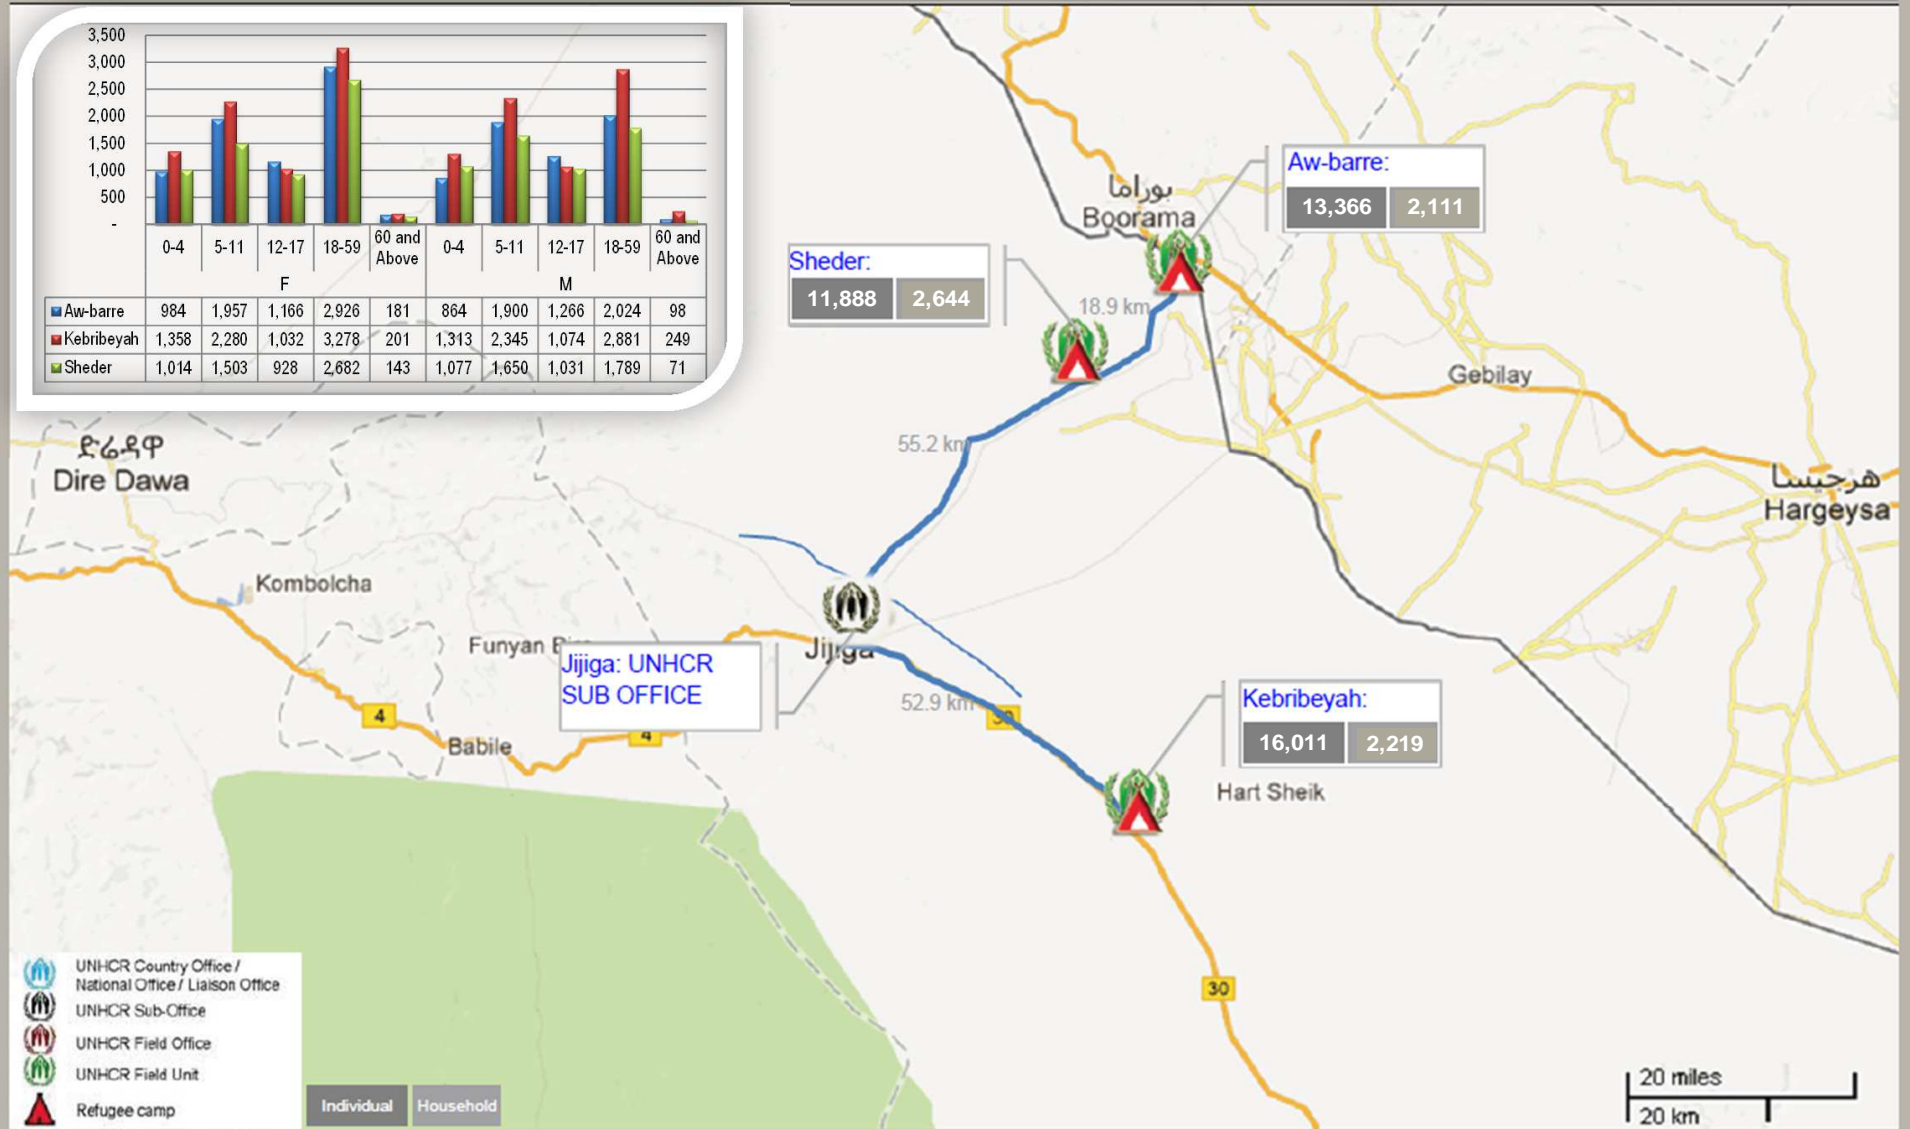 3,500
3,000
2,500
2,000
1,500
1,000
500
-
0-4 5-11 12-17 18-59 60 and Above 0-4 5-11 12-17 18-59 60 and Above
F M
Aw-barre 984 1,957 1,166 2,926 181 864 1,900 1,266 2,024 98
Kebribeyah 1,358 2,280 1,032 3,278 201 1,313 2,345 1,074 2,881 249
Sheder 1,014 1,503 928 2,682 143 1,077 1,650 1,031 1,789 71
Aw-barre:
13,366 2,111
بوراما
Boorama
Sheder:
11,888 2,644
18.9 km
Gebilay
55.2 km
ድሬዳዋ
Dire Dawa
هرجيسا
Hargeysa
Kombolcha
Funyan
Jijiga
Jijiga: UNHCR
SUB OFFICE
52.9 km
30
4
4
Babile
Kebribeyah:
16,011 2,219
Hart Sheik
30
UNHCR Country Office /
National Office / Liaison Office
UNHCR Sub-Office
UNHCR Field Office
UNHCR Field Unit
Refugee camp
Individual Household
20 miles
20 km